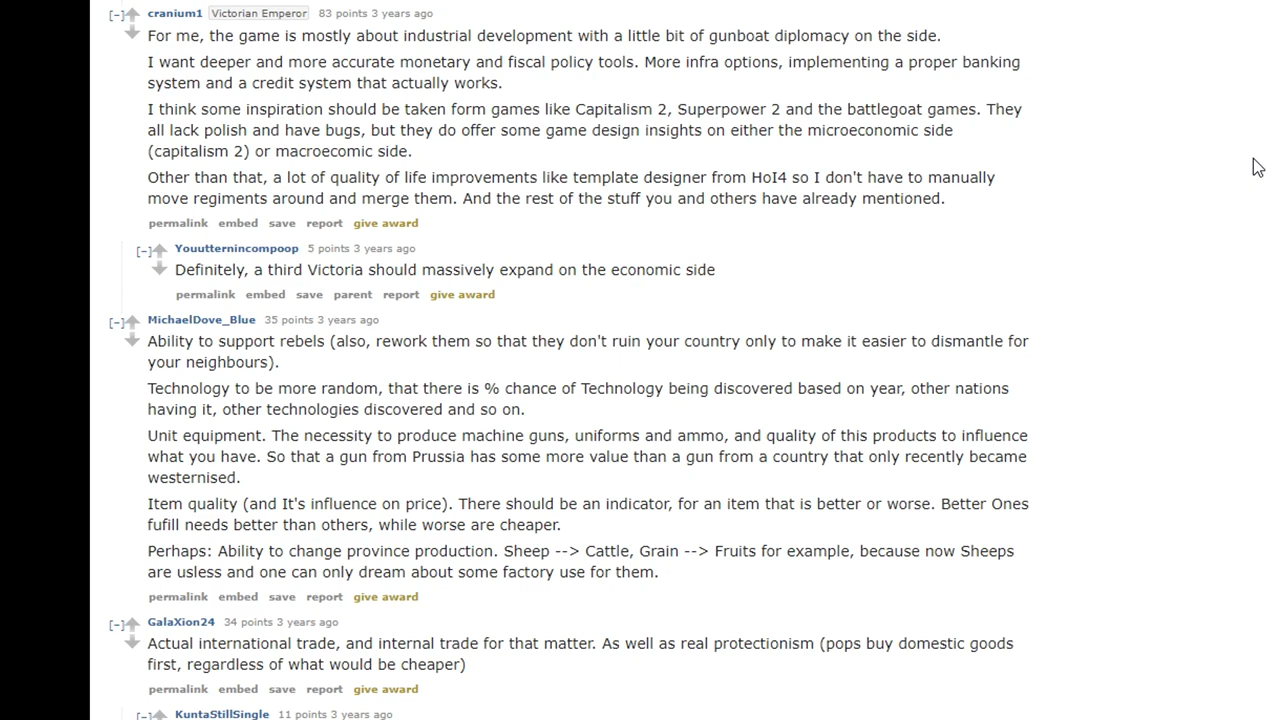 [-] cranium1 Victorian Emperor 83 points 3 years ago
For me, the game is mostly about industrial development with a little bit of gunboat diplomacy on the side.
I want deeper and more accurate monetary and fiscal policy tools. More infra options, implementing a proper banking
system and a credit system that actually works.
I think some inspiration should be taken form games like Capitalism 2, Superpower 2 and the battlegoat games. They
all lack polish and have bugs, but they do offer some game design insights on either the microeconomic side
(capitalism 2) or macroecomic side.
Other than that, a lot of quality of life improvements like template designer from HoI4 so I don't have to manually
move regiments around and merge them. And the rest of the stuff you and others have already mentioned.
permalink embed save report give award
[-] Youutternincompoop 5 points 3 years ago
Definitely, a third Victoria should massively expand on the economic side
permalink embed save parent report give award
[-] MichaelDove_Blue 35 points 3 years ago
Ability to support rebels (also, rework them so that they don't ruin your country only to make it easier to dismantle for
your neighbours).
Technology to be more random, that there is % chance of Technology being discovered based on year, other nations
having it, other technologies discovered and so on.
Unit equipment. The necessity to produce machine guns, uniforms and ammo, and quality of this products to influence
what you have. So that a gun from Prussia has some more value than a gun from a country that only recently became
westernised.
Item quality (and It's influence on price). There should be an indicator, for an item that is better or worse. Better Ones
fufill needs better than others, while worse are cheaper.
Perhaps: Ability to change province production. Sheep --> Cattle, Grain --> Fruits for example, because now Sheeps
are usless and one can only dream about some factory use for them.
permalink embed save report give award
[-] GalaXion24 34 points 3 years ago
Actual international trade, and internal trade for that matter. As well as real protectionism (pops buy domestic goods
first, regardless of what would be cheaper)
permalink embed save report give award
[-] KuntaStillSingle 11 points 3 years ago